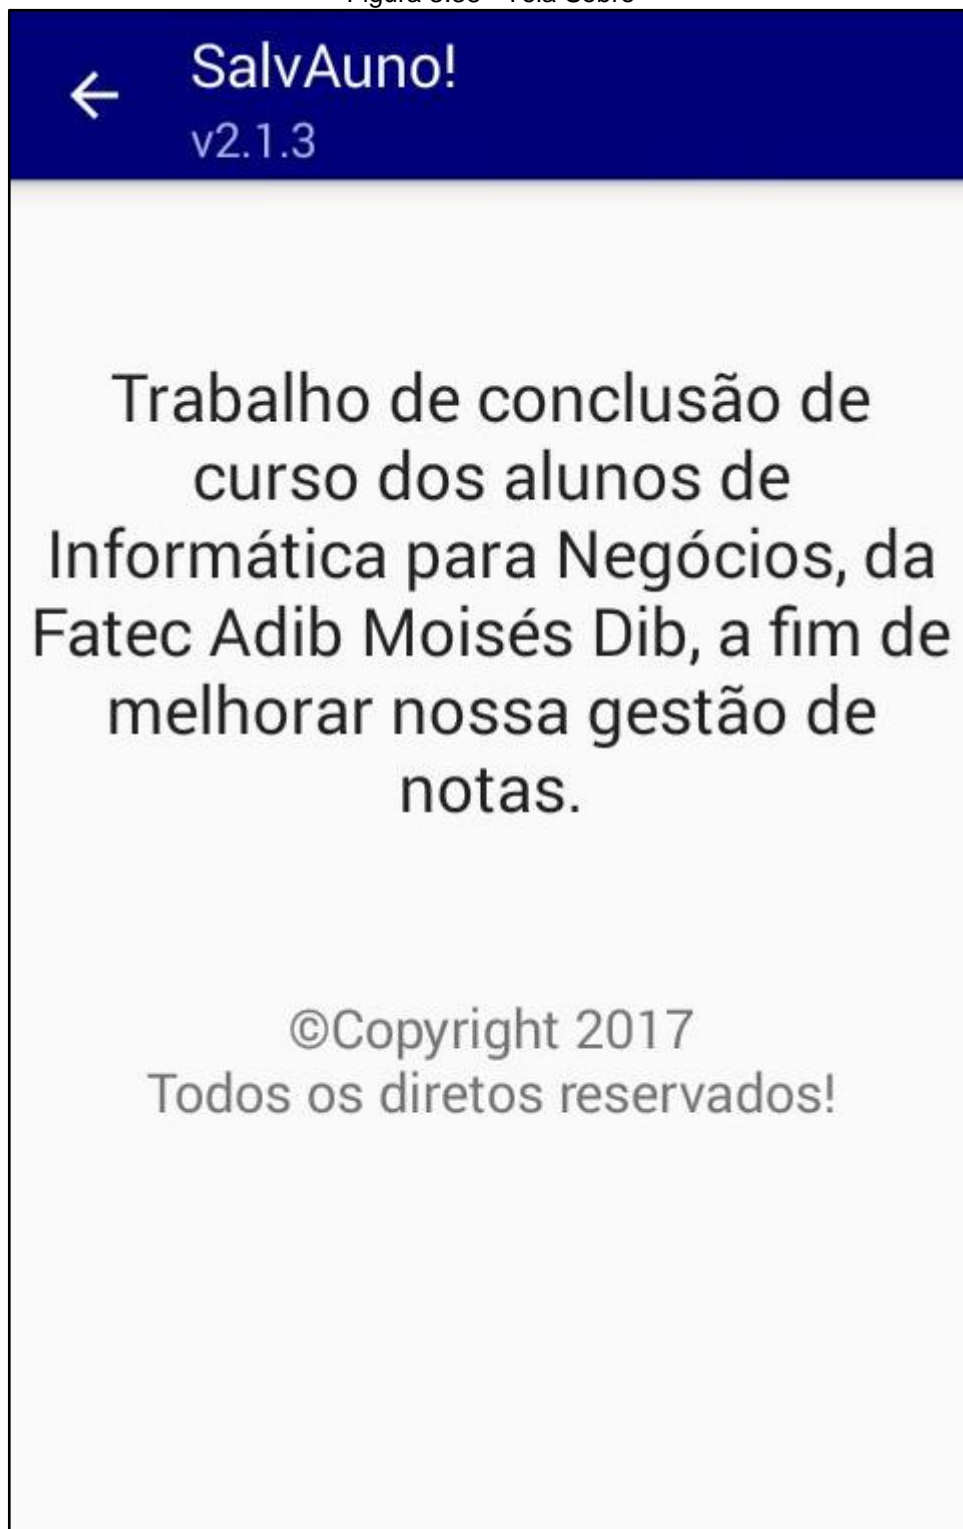 SalvAuno!
v2.1.3
Trabalho de conclusão de
curso dos alunos de
Informática para Negócios, da
Fatec Adib Moisés Dib, a fim de
melhorar nossa gestão de
notas.
©Copyright 2017
Todos os diretos reservados!